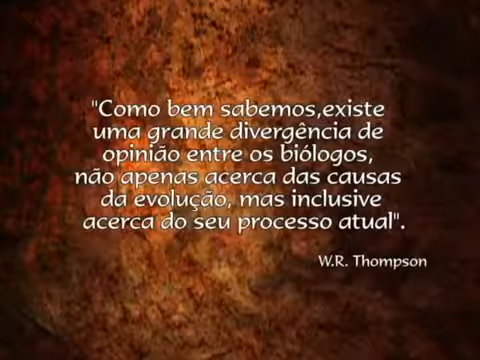 "Como bem sabemos,existe
uma grande divergência de
opinião entre os biólogos,
não apenas acerca das causas
da evolução, mas inclusive
acerca do seu processo atual".
W.R. Thompson